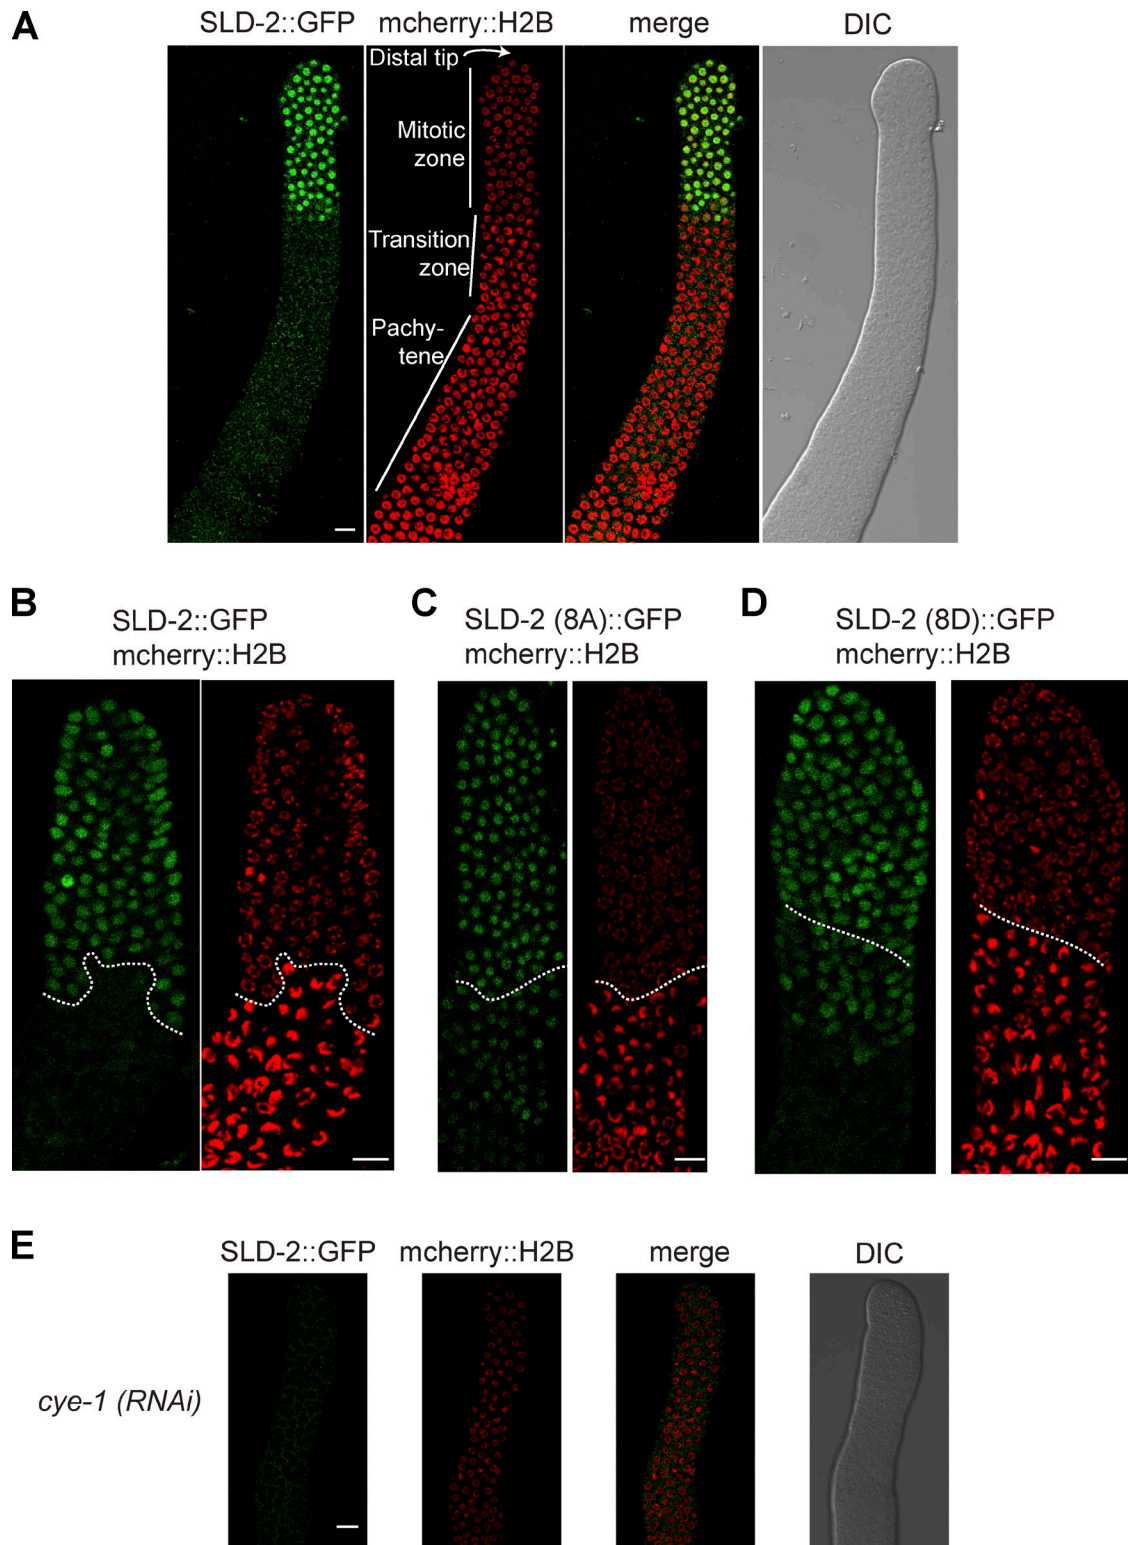 A
SLD-2::GFP mcherry::H2B merge DIC
Distal tip
Mitotic
zone
Transition
zone
Pachy-
tene
B
SLD-2::GFP
mcherry::H2B
C
SLD-2 (8A)::GFP
mcherry::H2B
D
SLD-2 (8D)::GFP
mcherry::H2B
E
SLD-2::GFP mcherry::H2B merge DIC
cye-1 (RNAi)